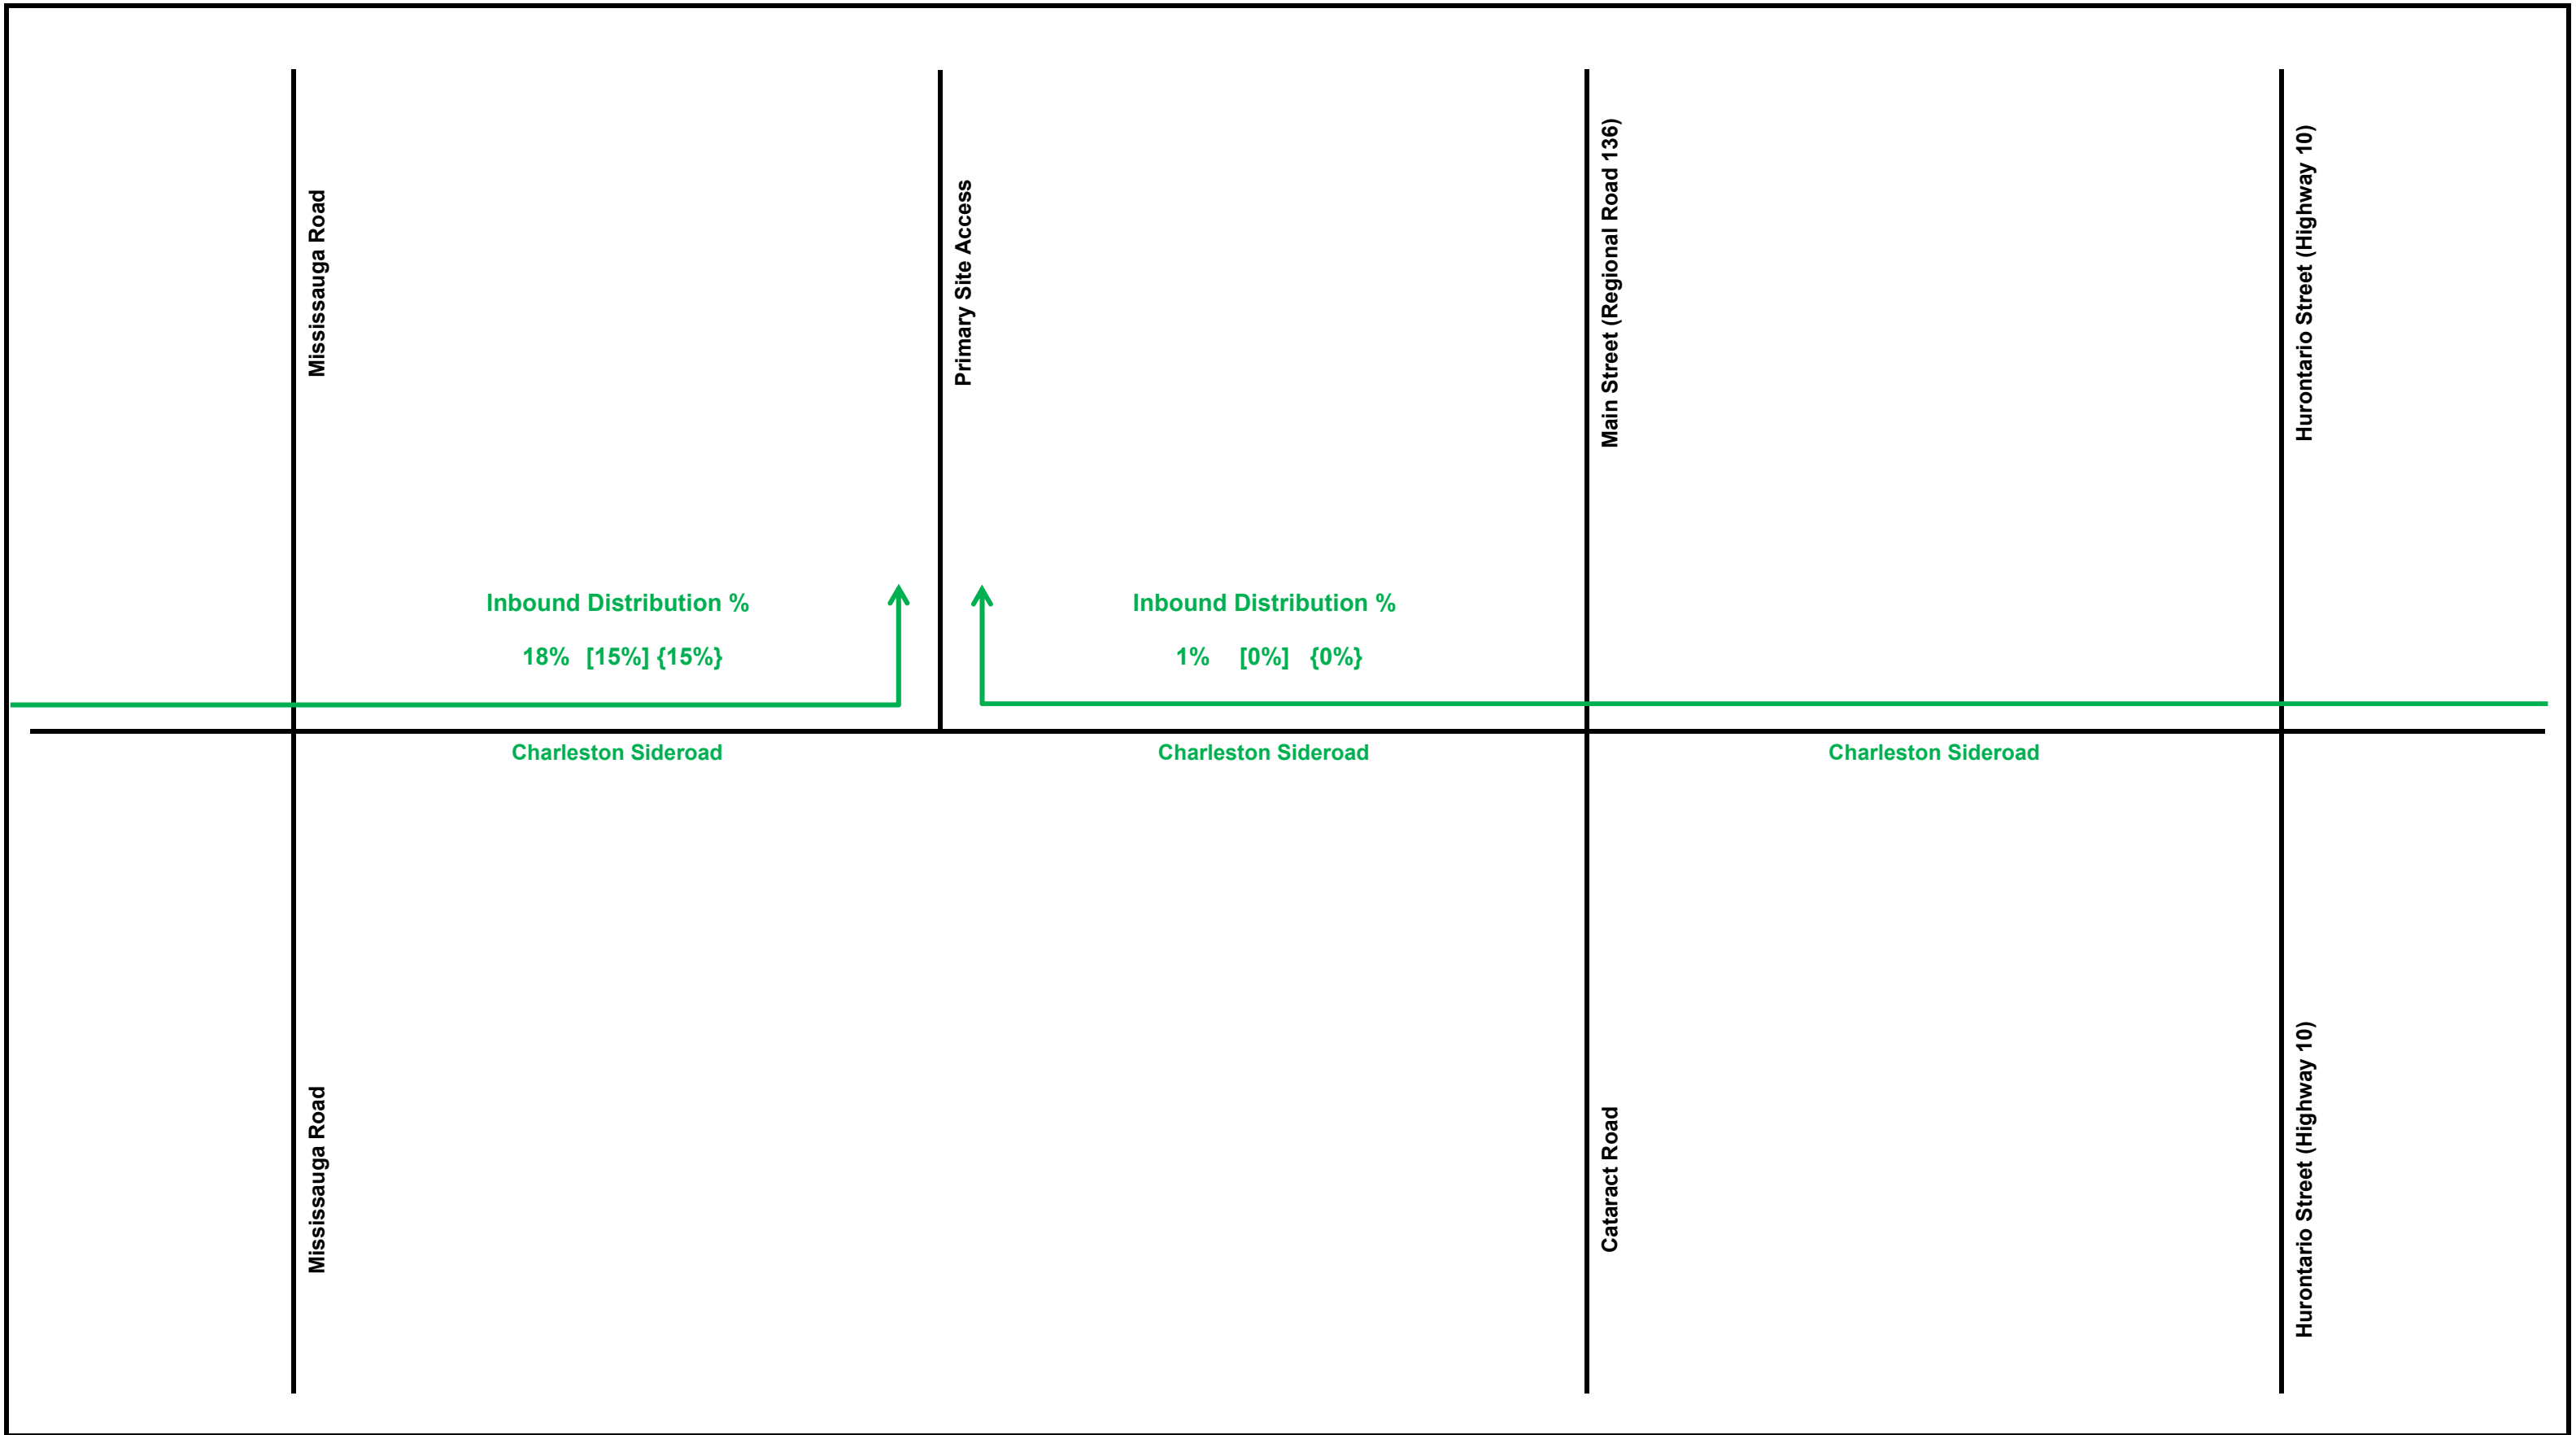 Mississauga Road
Primary Site Access
Main Street (Regional Road 136)
Hurontario Street (Highway 10)
Inbound Distribution %
18% [15%] {15%}
Inbound Distribution %
1% [0%] {0%}
Charleston Sideroad
Charleston Sideroad
Charleston Sideroad
Mississauga Road
Cataract Road
Hurontario Street (Highway 10)